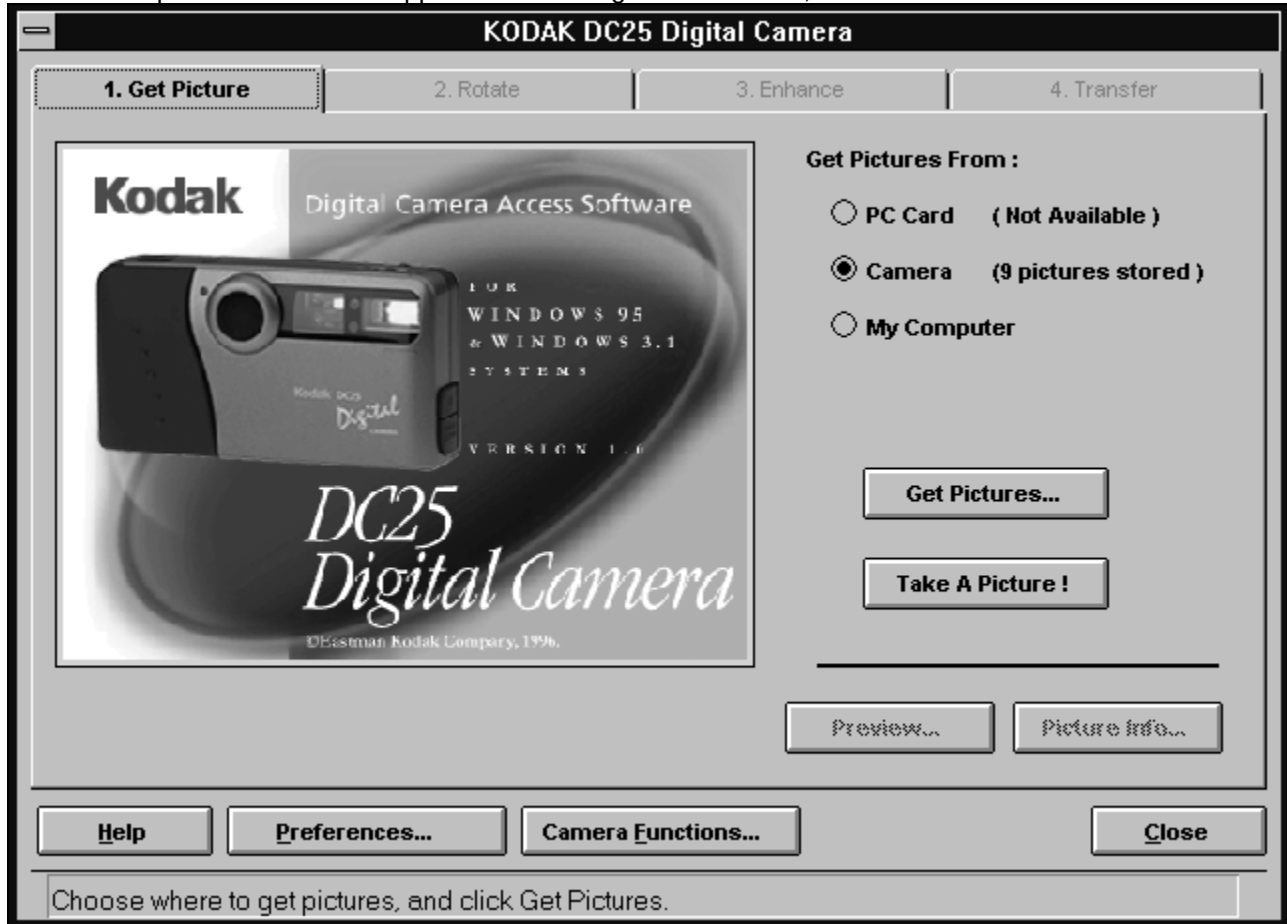 KODAK DC25 Digital Camera
1. Get Picture
2. Rotate
3. Enhance
4. Transfer
Kodak
Digital Camera Access Software
FOR
WINDOWS 95
& WINDOWS 3.1
SYSTEMS
VERSION 1.0
Kodak DC25
Digital
DC25
Digital Camera
©Eastman Kodak Company, 1996.
Get Pictures From :
PC Card ( Not Available )
Camera (9 pictures stored )
My Computer
Get Pictures...
Take A Picture !
Preview...
Picture Info...
Help
Preferences...
Camera Functions...
Close
Choose where to get pictures, and click Get Pictures.